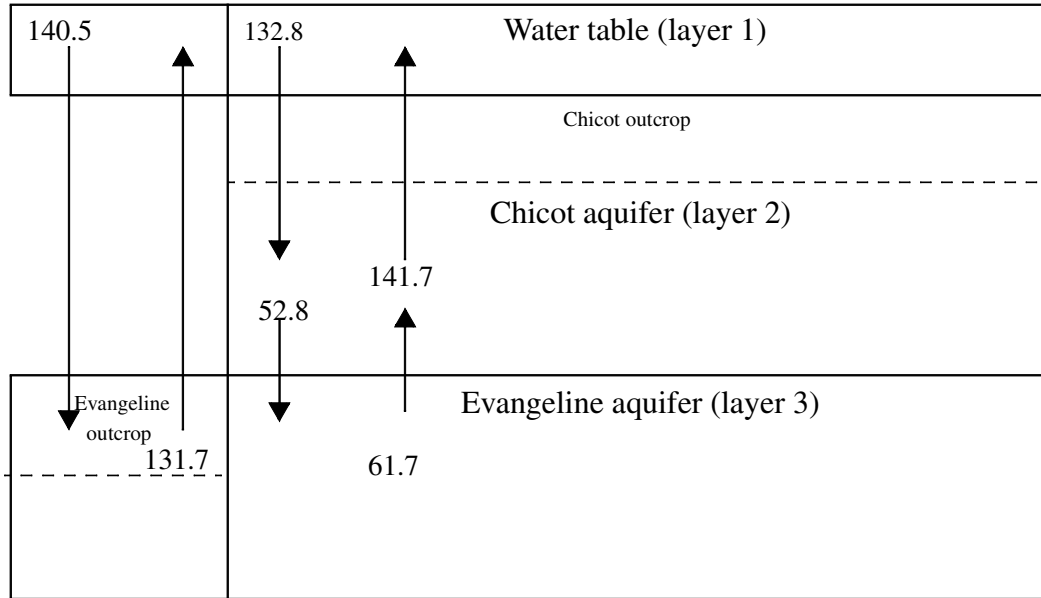 140.5
132.8
Water table (layer 1)
Chicot outcrop
Chicot aquifer (layer 2)
141.7
52.8
Evangeline
outcrop
Evangeline aquifer (layer 3)
131.7
61.7